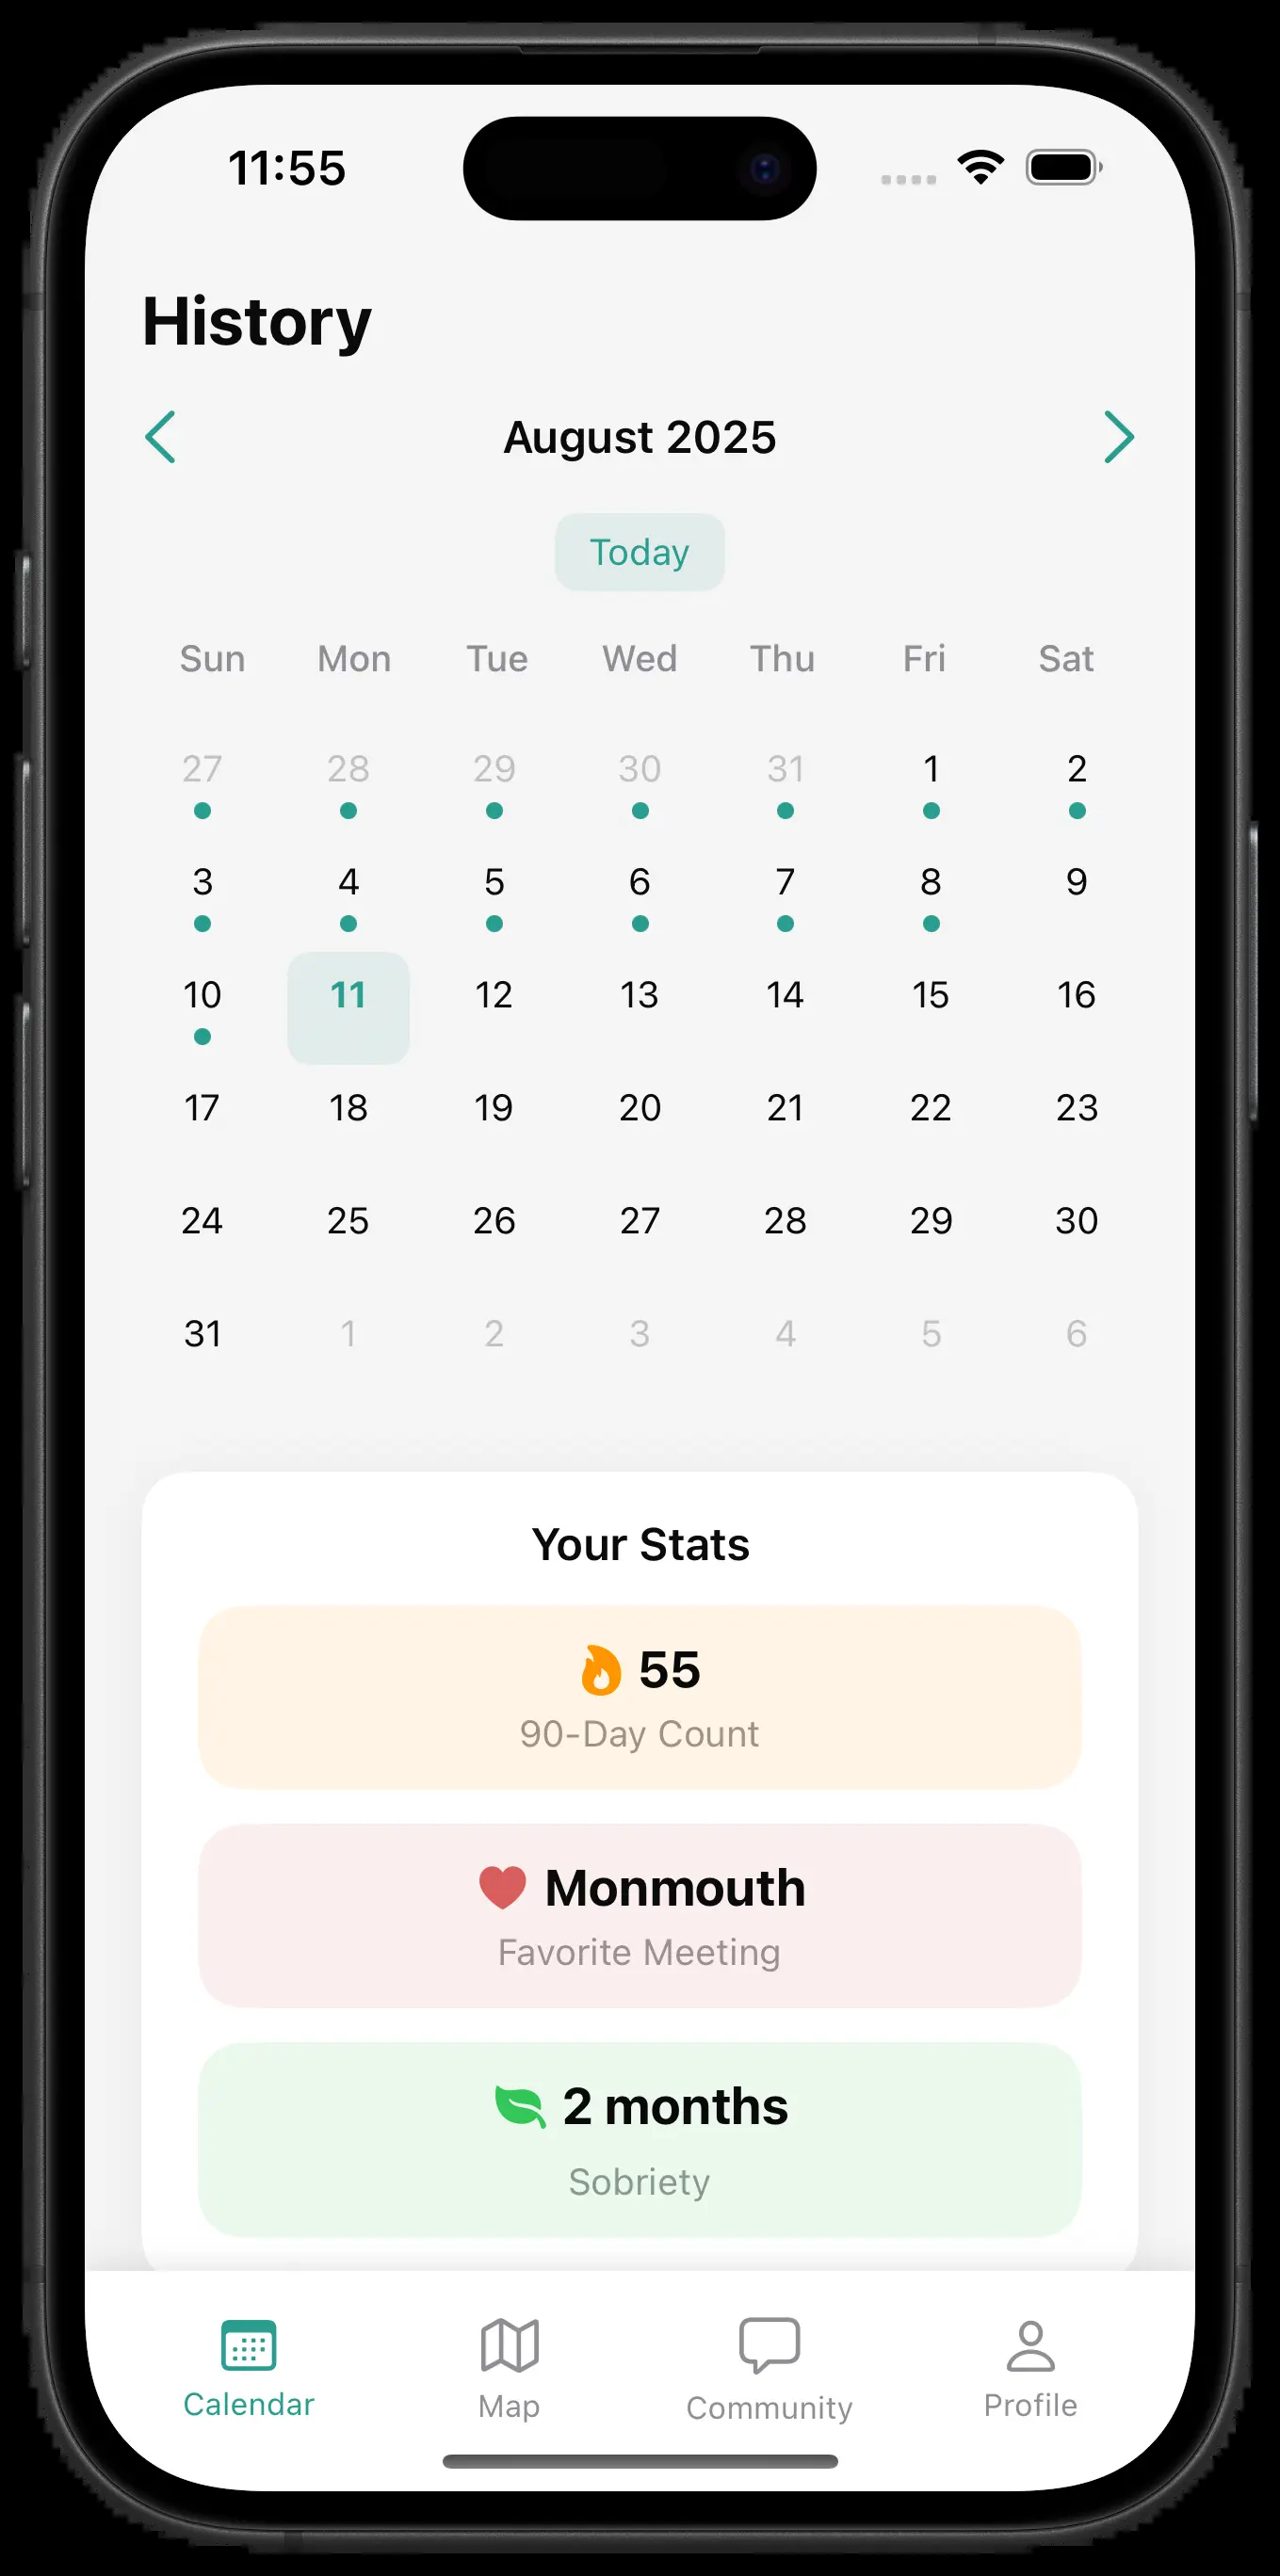 11:55
History
August 2025
Today
Sun Mon Tue Wed Thu Fri Sat
27 28 29 30 31 1 2
3 4 5 6 7 8 9
10 11 12 13 14 15 16
17 18 19 20 21 22 23
24 25 26 27 28 29 30
31 1 2 3 4 5 6
Your Stats
55
90-Day Count
Monmouth
Favorite Meeting
2 months
Sobriety
Calendar Map Community Profile